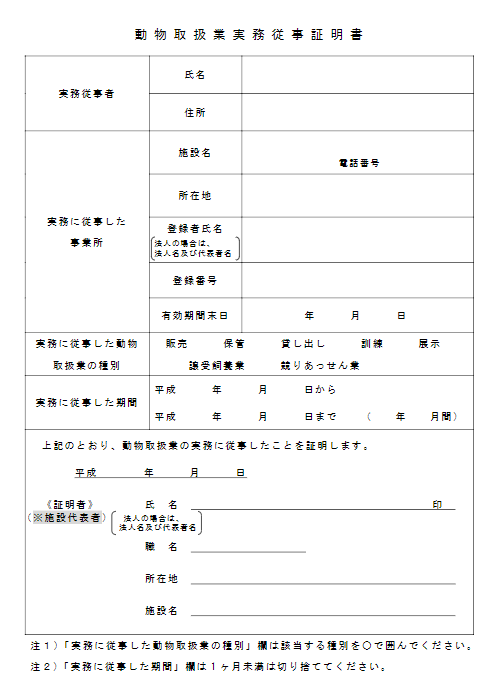 動物取扱業実務従事証明書
実務従事者
氏名
住所
実務に従事した
事業所
施設名
電話番号
所在地
登録者氏名
法人の場合は、
法人名及び代表者名
登録番号
有効期間末日
年 月 日
実務に従事した動物
取扱業の種別
販売 保管 貸し出し 訓練 展示
譲受飼養業 競りあっせん業
実務に従事した期間
平成 年 月 日から
平成 年 月 日まで （ 年 月間）
上記のとおり、動物取扱業の実務に従事したことを証明します。
平成 年 月 日
《証明者》 氏 名 印
（※施設代表者） 法人の場合は、
法人名及び代表者名
職 名
所在地
施設名
注１）「実務に従事した動物取扱業の種別」欄は該当する種別を〇で囲んでください。
注２）「実務に従事した期間」欄は１ヶ月未満は切り捨ててください。